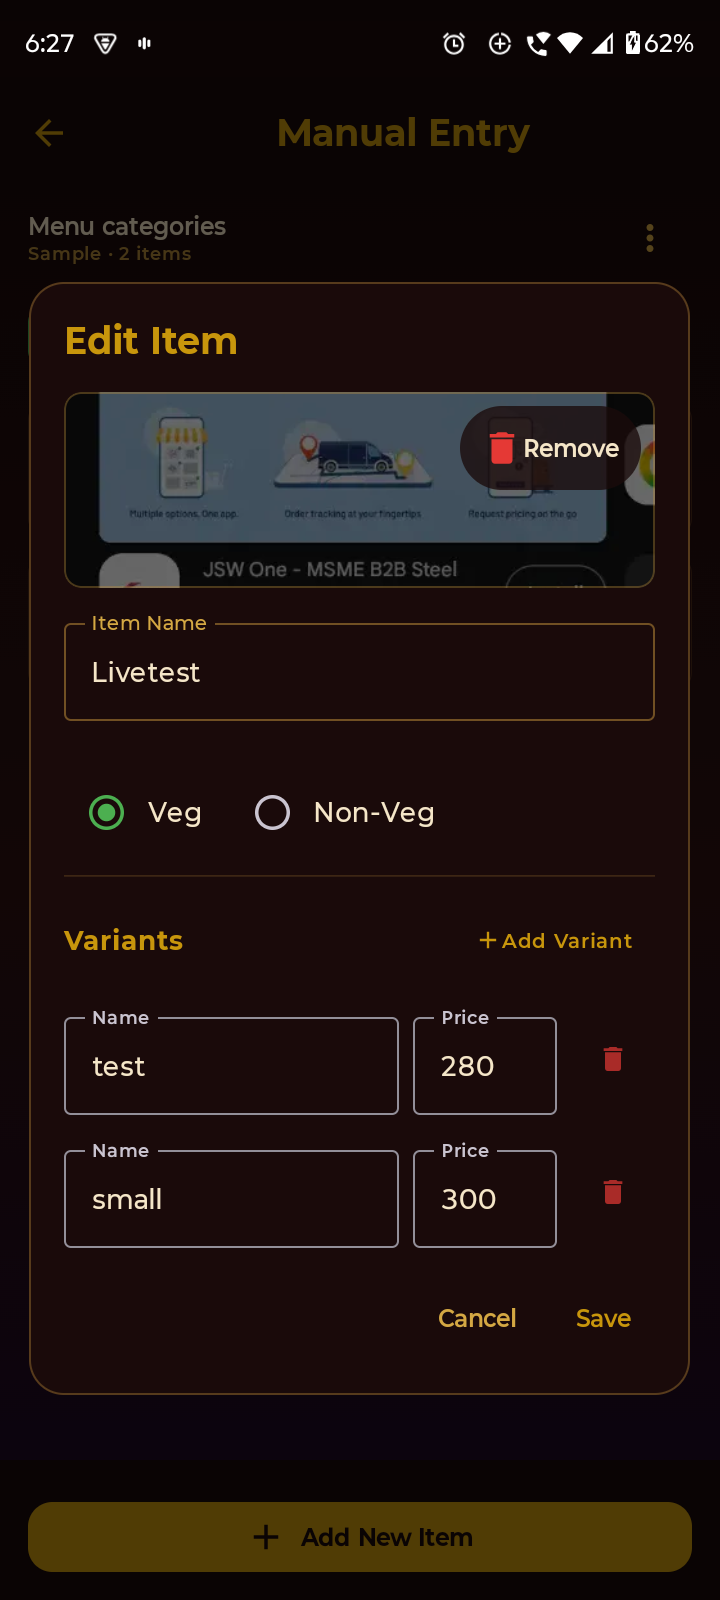 6:27
62%
Manual Entry
Menu categories
Sample · 2 items
Edit Item
Remove
Multiple options. One app.
Order tracking at your fingertips
Request pricing on the go
JSW One - MSME B2B Steel
Item Name
Livetest
Veg
Non-Veg
Variants
+ Add Variant
Name
Price
test
280
Name
Price
small
300
Cancel
Save
+ Add New Item